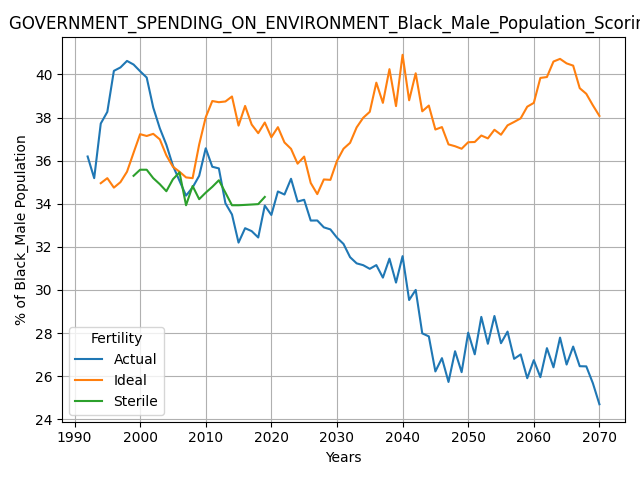 GOVERNMENT_SPENDING_ON_ENVIRONMENT_Black_Male_Population_Scorin
% of Black_Male Population
40
38
36
34
32
30
28
26
24
Fertility
Actual
Ideal
Sterile
1990 2000 2010 2020 2030 2040 2050 2060 2070
Years